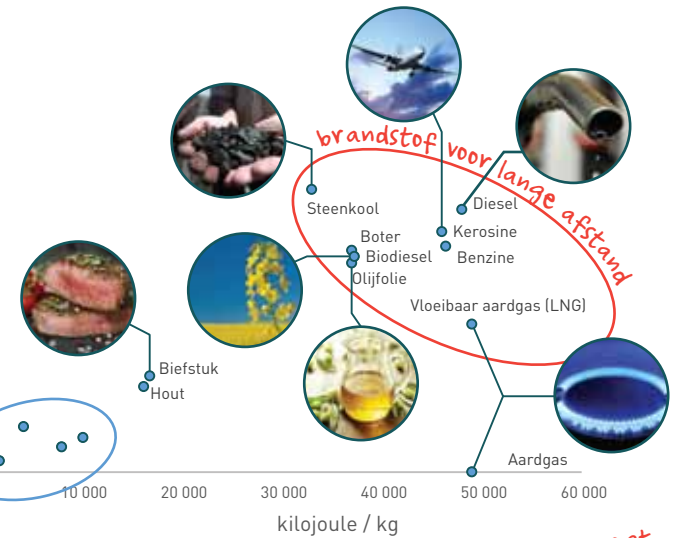 brandstof voor lange afstand
Steenkool
Diesel
Kerosine
Boter
Biodiesel
Benzine
Olijfolie
Vloeibaar aardgas (LNG)
Biefstuk
Hout
Aardgas
10 000 20 000 30 000 40 000 50 000 60 000
kilojoule / kg